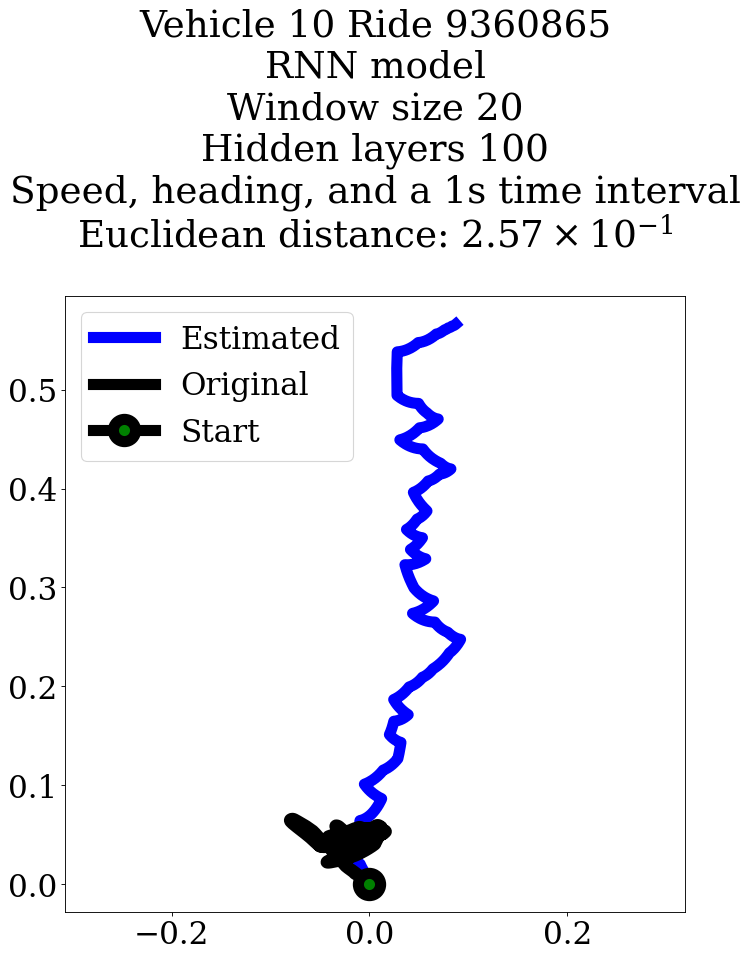 Vehicle 10 Ride 9360865
RNN model
Window size 20
Hidden layers 100
Speed, heading, and a 1s time interval
Euclidean distance: 2.57 × 10⁻¹
Estimated
Original
Start
0.5
0.4
0.3
0.2
0.1
0.0
−0.2
0.0
0.2